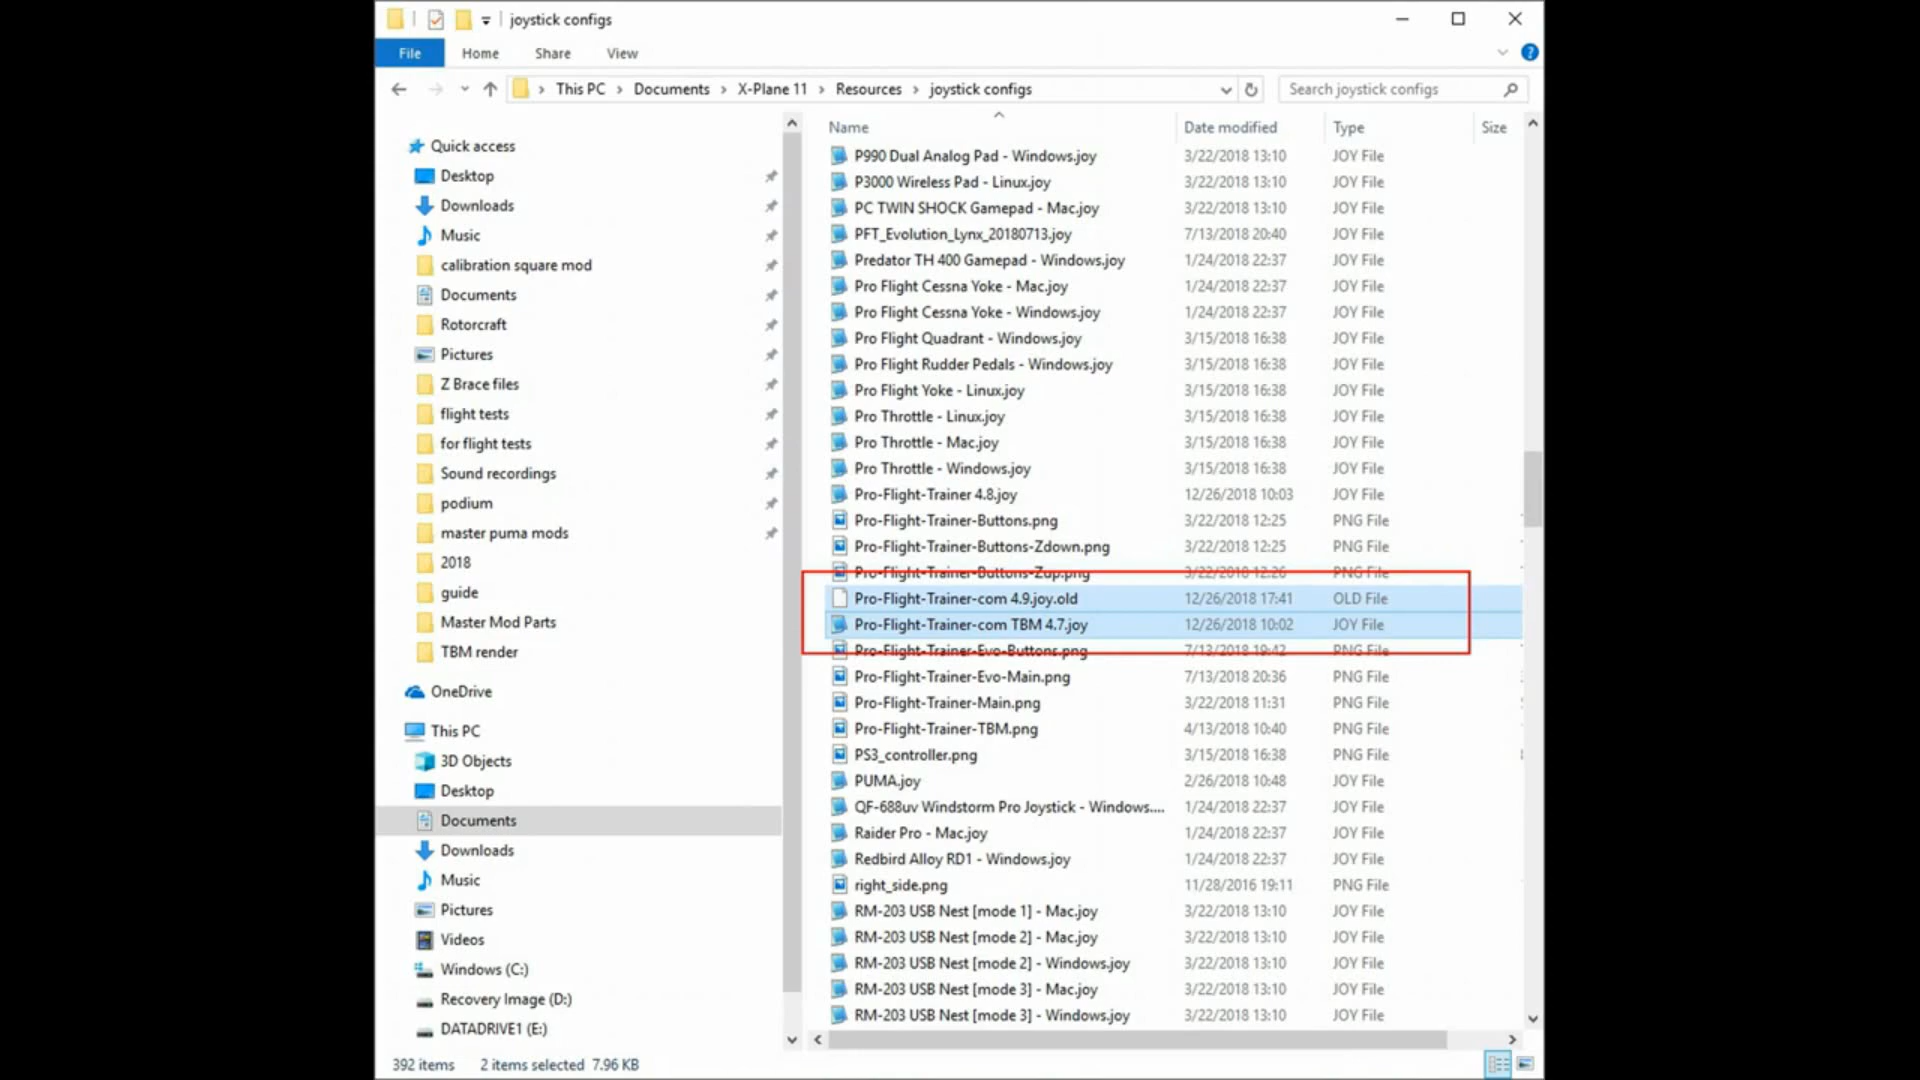 joystick configs
File Home Share View
This PC > Documents > X-Plane 11 > Resources > joystick configs
Search joystick configs
Quick access
Desktop
Downloads
Music
calibration square mod
Documents
Rotorcraft
Pictures
Z Brace files
flight tests
for flight tests
Sound recordings
podium
master puma mods
2018
guide
Master Mod Parts
TBM render
OneDrive
This PC
3D Objects
Desktop
Documents
Downloads
Music
Pictures
Videos
Windows (C:)
Recovery Image (D:)
DATADRIVE1 (E:)
Name Date modified Type Size
P990 Dual Analog Pad - Windows.joy 3/22/2018 13:10 JOY File
P3000 Wireless Pad - Linux.joy 3/22/2018 13:10 JOY File
PC TWIN SHOCK Gamepad - Mac.joy 3/22/2018 13:10 JOY File
PFT_Evolution_Lynx_20180713.joy 7/13/2018 20:40 JOY File
Predator TH 400 Gamepad - Windows.joy 1/24/2018 22:37 JOY File
Pro Flight Cessna Yoke - Mac.joy 1/24/2018 22:37 JOY File
Pro Flight Cessna Yoke - Windows.joy 1/24/2018 22:37 JOY File
Pro Flight Quadrant - Windows.joy 3/15/2018 16:38 JOY File
Pro Flight Rudder Pedals - Windows.joy 3/15/2018 16:38 JOY File
Pro Flight Yoke - Linux.joy 3/15/2018 16:38 JOY File
Pro Throttle - Linux.joy 3/15/2018 16:38 JOY File
Pro Throttle - Mac.joy 3/15/2018 16:38 JOY File
Pro Throttle - Windows.joy 3/15/2018 16:38 JOY File
Pro-Flight-Trainer 4.8.joy 12/26/2018 10:03 JOY File
Pro-Flight-Trainer-Buttons.png 3/22/2018 12:25 PNG File
Pro-Flight-Trainer-Buttons-Zdown.png 3/22/2018 12:25 PNG File
Pro-Flight-Trainer-Buttons-Zup.png 3/22/2018 12:26 PNG File
Pro-Flight-Trainer-com 4.9.joy.old 12/26/2018 17:41 OLD File
Pro-Flight-Trainer-com TBM 4.7.joy 12/26/2018 10:02 JOY File
Pro-Flight-Trainer-Evo-Buttons.png 7/13/2018 19:42 PNG File
Pro-Flight-Trainer-Evo-Main.png 7/13/2018 20:36 PNG File
Pro-Flight-Trainer-Main.png 3/22/2018 11:31 PNG File
Pro-Flight-Trainer-TBM.png 4/13/2018 10:40 PNG File
PS3_controller.png 3/15/2018 16:38 PNG File
PUMA.joy 2/26/2018 10:48 JOY File
QF-688uv Windstorm Pro Joystick - Windows.... 1/24/2018 22:37 JOY File
Raider Pro - Mac.joy 1/24/2018 22:37 JOY File
Redbird Alloy RD1 - Windows.joy 1/24/2018 22:37 JOY File
right_side.png 11/28/2016 19:11 PNG File
RM-203 USB Nest [mode 1] - Mac.joy 3/22/2018 13:10 JOY File
RM-203 USB Nest [mode 2] - Mac.joy 3/22/2018 13:10 JOY File
RM-203 USB Nest [mode 2] - Windows.joy 3/22/2018 13:10 JOY File
RM-203 USB Nest [mode 3] - Mac.joy 3/22/2018 13:10 JOY File
RM-203 USB Nest [mode 3] - Windows.joy 3/22/2018 13:10 JOY File
392 items 2 items selected 7.96 KB